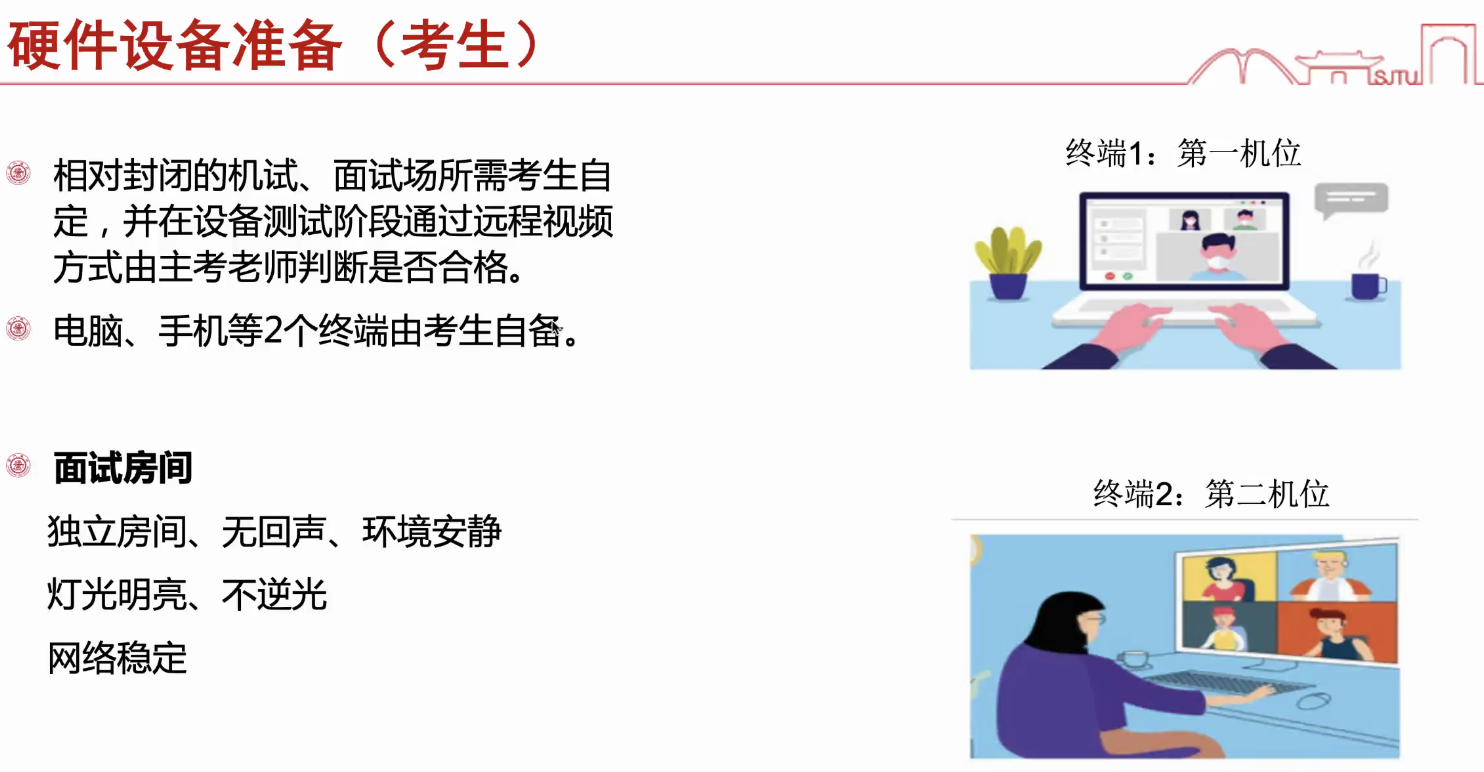 硬件设备准备（考生）
SJTU
相对封闭的机试、面试场所需考生自
定，并在设备测试阶段通过远程视频
方式由主考老师判断是否合格。
电脑、手机等2个终端由考生自备。
面试房间
独立房间、无回声、环境安静
灯光明亮、不逆光
网络稳定
终端1：第一机位
终端2：第二机位